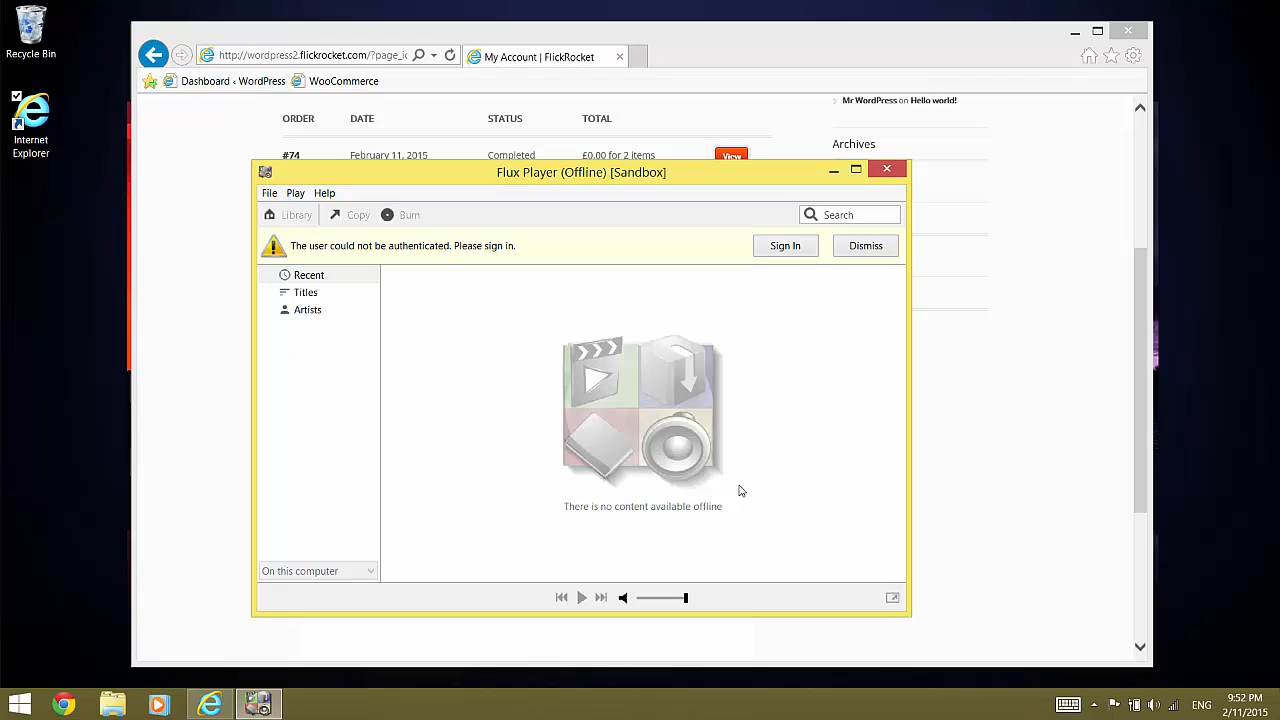 Recycle Bin
Internet
Explorer
http://wordpress2.flickrocket.com/?page_ic
My Account | FlickRocket
Dashboard ‹ WordPress
WooCommerce
ORDER DATE STATUS TOTAL
#74 February 11, 2015 Completed £0.00 for 2 items View
Mr WordPress on Hello world!
Archives
Flux Player (Offline) [Sandbox]
File Play Help
Library Copy Burn Search
The user could not be authenticated. Please sign in. Sign In Dismiss
Recent
Titles
Artists
There is no content available offline
On this computer
ENG
9:52 PM
2/11/2015